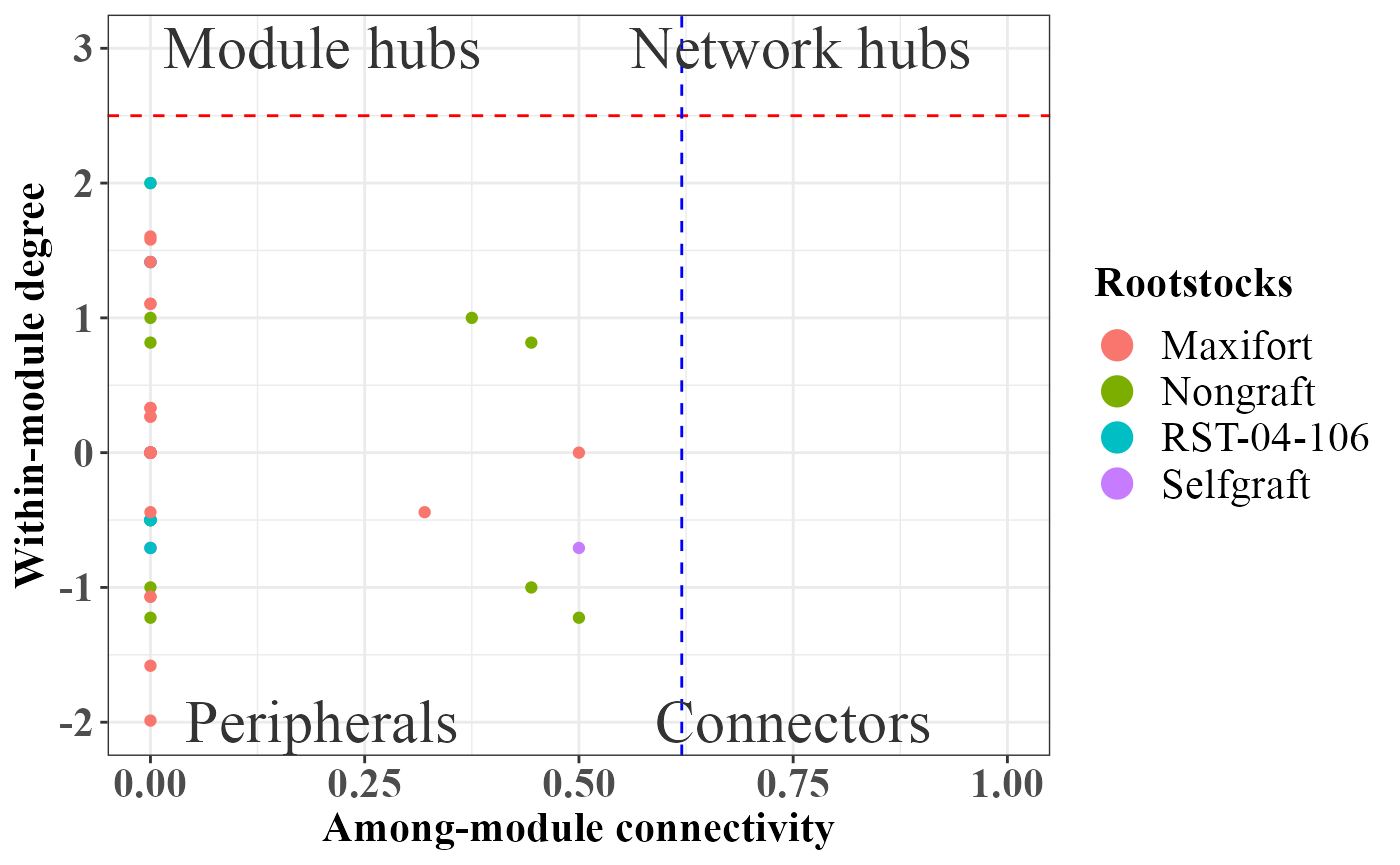 Module hubs
Network hubs
Peripherals
Connectors
3
2
1
0
-1
-2
Within-module degree
0.00
0.25
0.50
0.75
1.00
Among-module connectivity
Rootstocks
Maxifort
Nongraft
RST-04-106
Selfgraft